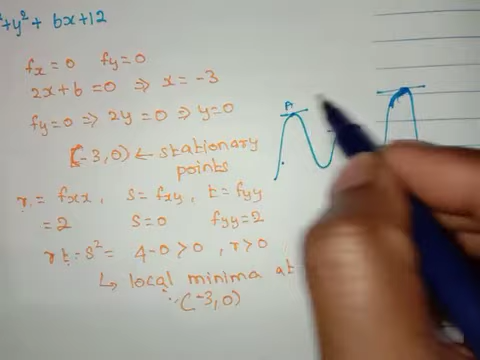 ²+y²+6x+12
fx=0 fy=0
2x+6=0 ⇒ x=-3
fy=0 ⇒ 2y=0 ⇒ y=0
(-3,0) ← stationary
points
r = fxx, s=fxy, t=fyy
=2 s=0 fyy=2
rt-s²= 4-0>0, r>0
↳ local minima at
(-3,0)
A